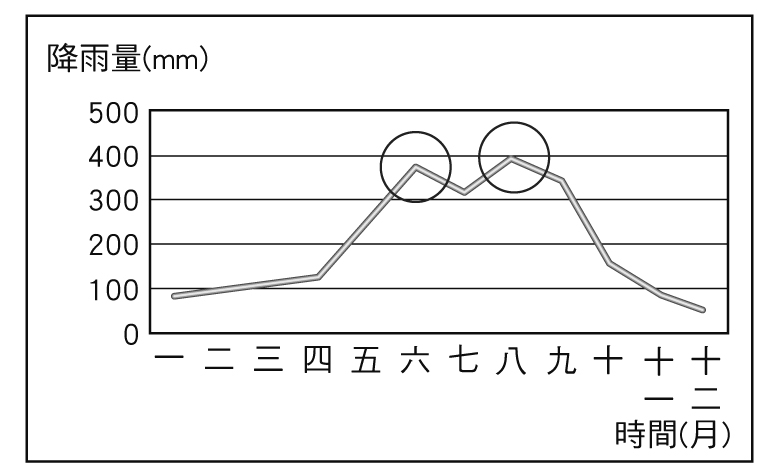 降雨量(mm)
500
400
300
200
100
0
一 二 三 四 五 六 七 八 九 十 十一 十二
時間(月)